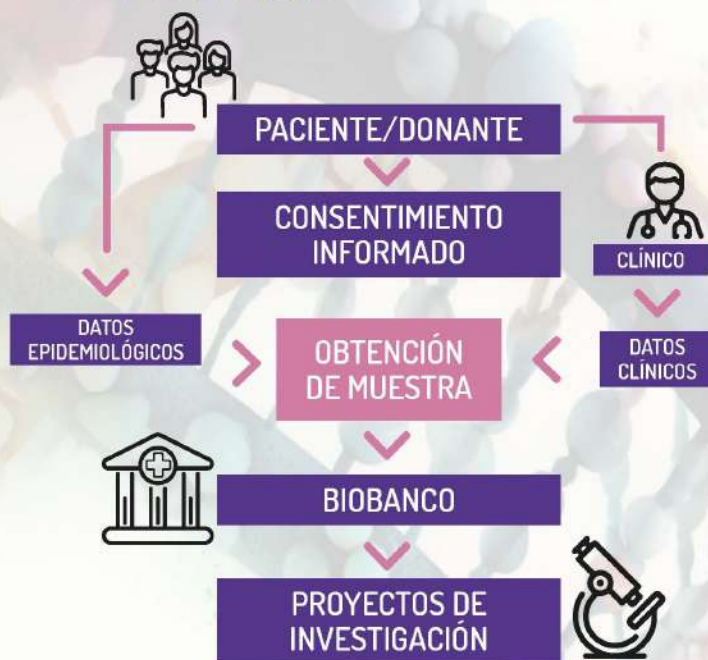 PACIENTE/DONANTE
CONSENTIMIENTO
INFORMADO
CLÍNICO
DATOS
EPIDEMIOLÓGICOS
OBTENCIÓN
DE MUESTRA
DATOS
CLÍNICOS
BIOBANCO
PROYECTOS DE
INVESTIGACIÓN